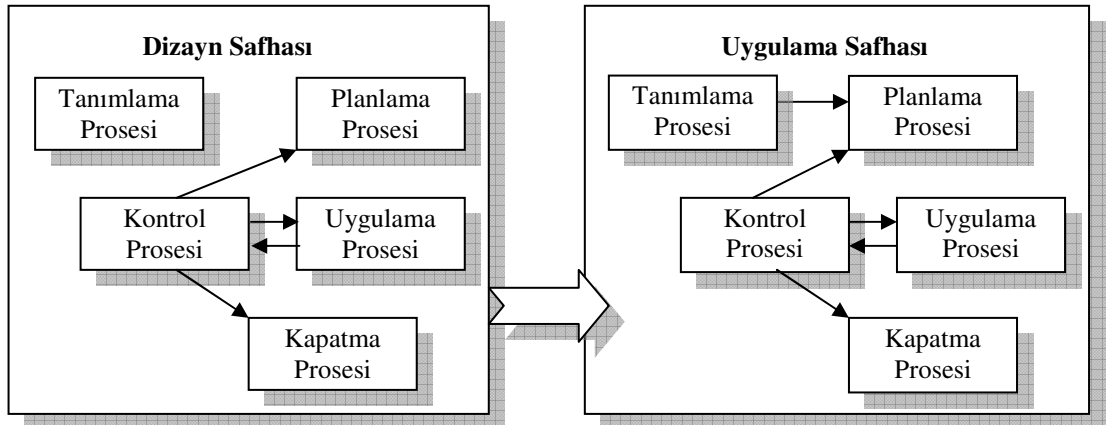 Dizayn Safhası
Tanımlama
Prosesi
Planlama
Prosesi
Kontrol
Prosesi
Uygulama
Prosesi
Kapatma
Prosesi
Uygulama Safhası
Tanımlama
Prosesi
Planlama
Prosesi
Kontrol
Prosesi
Uygulama
Prosesi
Kapatma
Prosesi